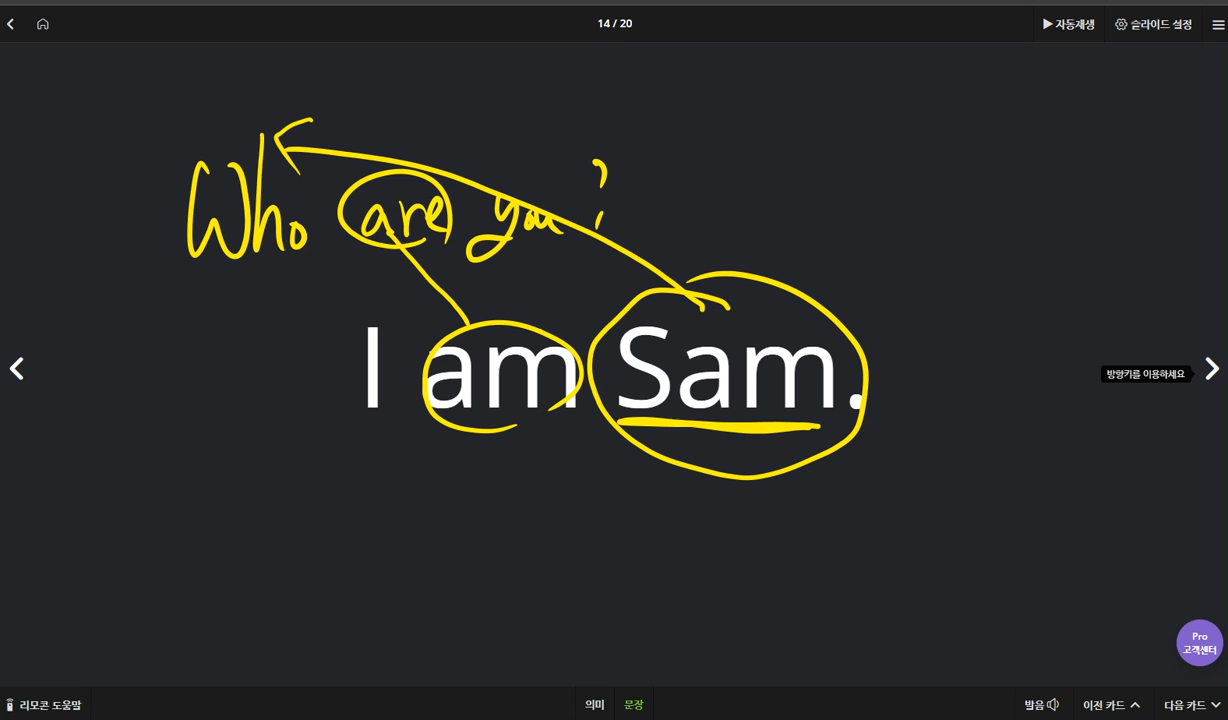 14 / 20
자동재생
슬라이드 설정
Who are you?
I am Sam.
방향키를 이용하세요
Pro
고객센터
리모콘 도움말
의미
문장
발음
이전 카드
다음 카드